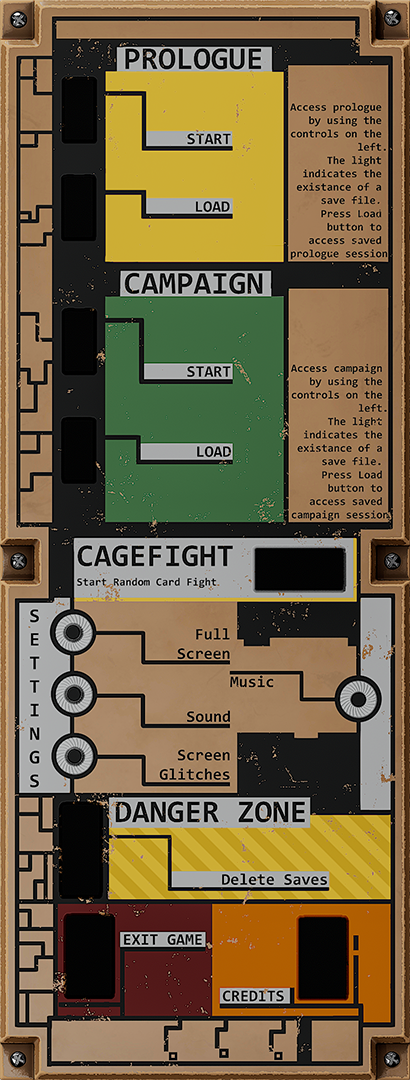 PROLOGUE
START
LOAD
Access prologue
by using the
controls on the
left.
The light
indicates the
existance of a
save file.
Press Load
button to
access saved
prologue session
CAMPAIGN
START
LOAD
Access campaign
by using the
controls on the
left.
The light
indicates the
existance of a
save file.
Press Load
button to
access saved
campaign session
CAGEFIGHT
Start Random Card Fight
SETTINGS
Full
Screen
Music
Sound
Screen
Glitches
DANGER ZONE
Delete Saves
EXIT GAME
CREDITS